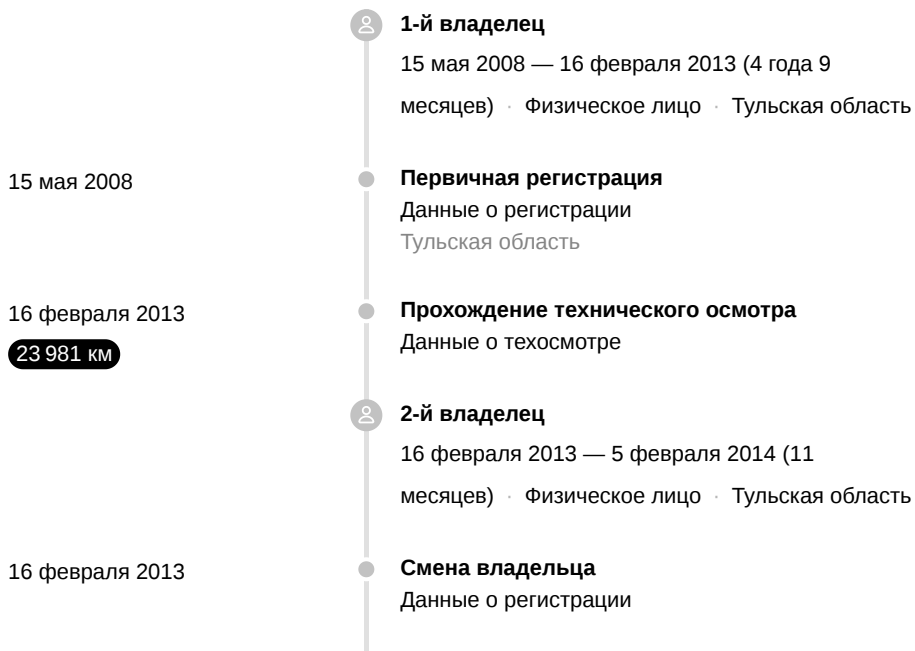 1-й владелец
15 мая 2008 — 16 февраля 2013 (4 года 9
месяцев) · Физическое лицо · Тульская область
15 мая 2008
Первичная регистрация
Данные о регистрации
Тульская область
16 февраля 2013
23 981 км
Прохождение технического осмотра
Данные о техосмотре
2-й владелец
16 февраля 2013 — 5 февраля 2014 (11
месяцев) · Физическое лицо · Тульская область
16 февраля 2013
Смена владельца
Данные о регистрации